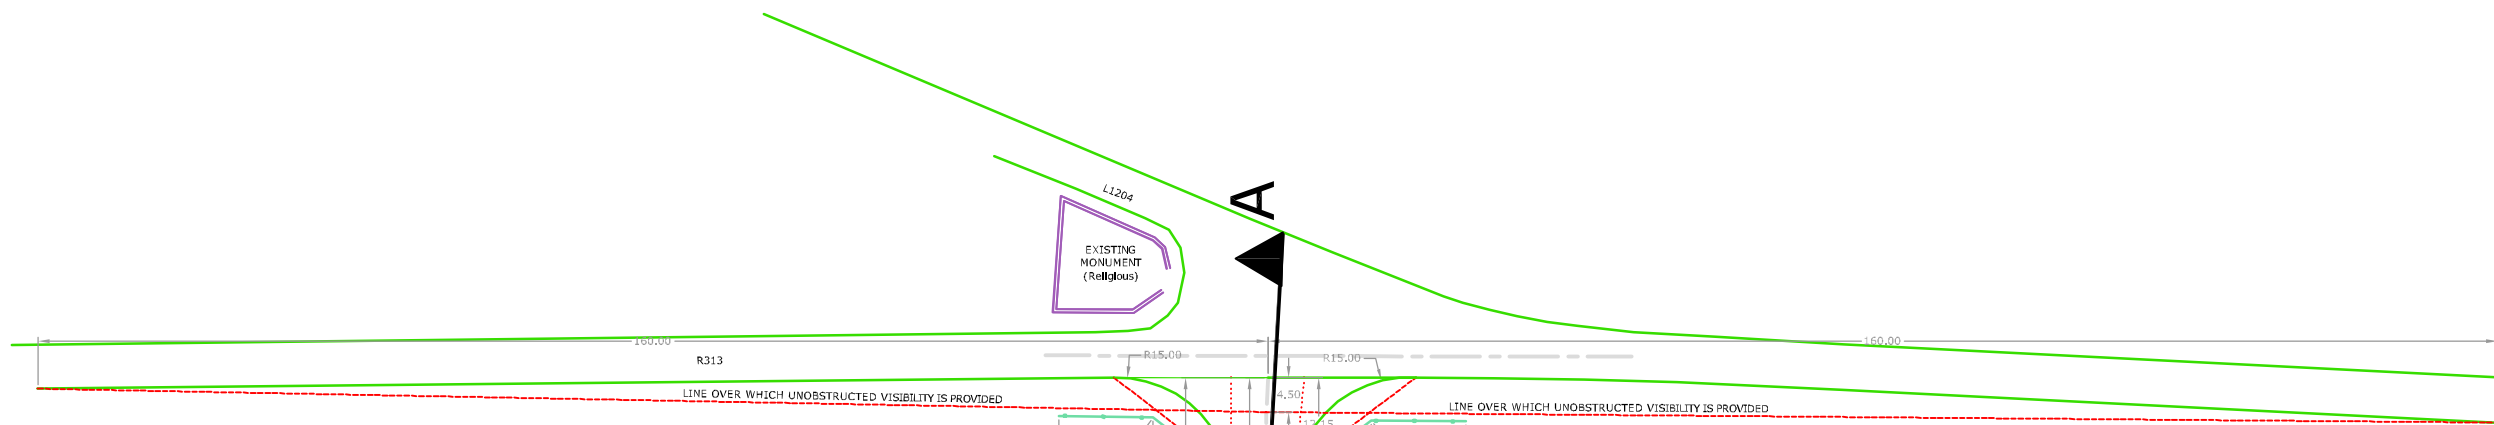 L1204
A
EXISTING
MONUMENT
(Religious)
160.00
160.00
R313
R15.00
R15.00
4.50
LINE OVER WHICH UNOBSTRUCTED VISIBILITY IS PROVIDED
LINE OVER WHICH UNOBSTRUCTED VISIBILITY IS PROVIDED